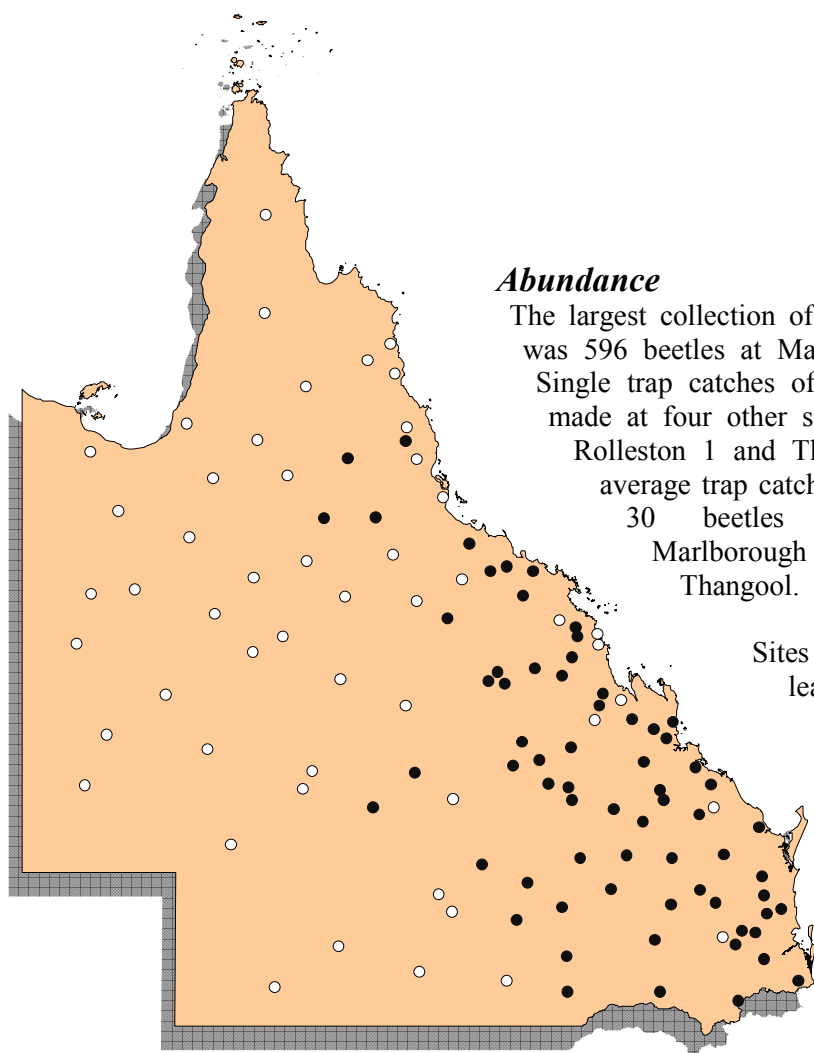 Abundance
The largest collection of
was 596 beetles at Ma
Single trap catches of
made at four other s
Rolleston 1 and Th
average trap catch
30 beetles
Marlborough
Thangool.
Sites
lea